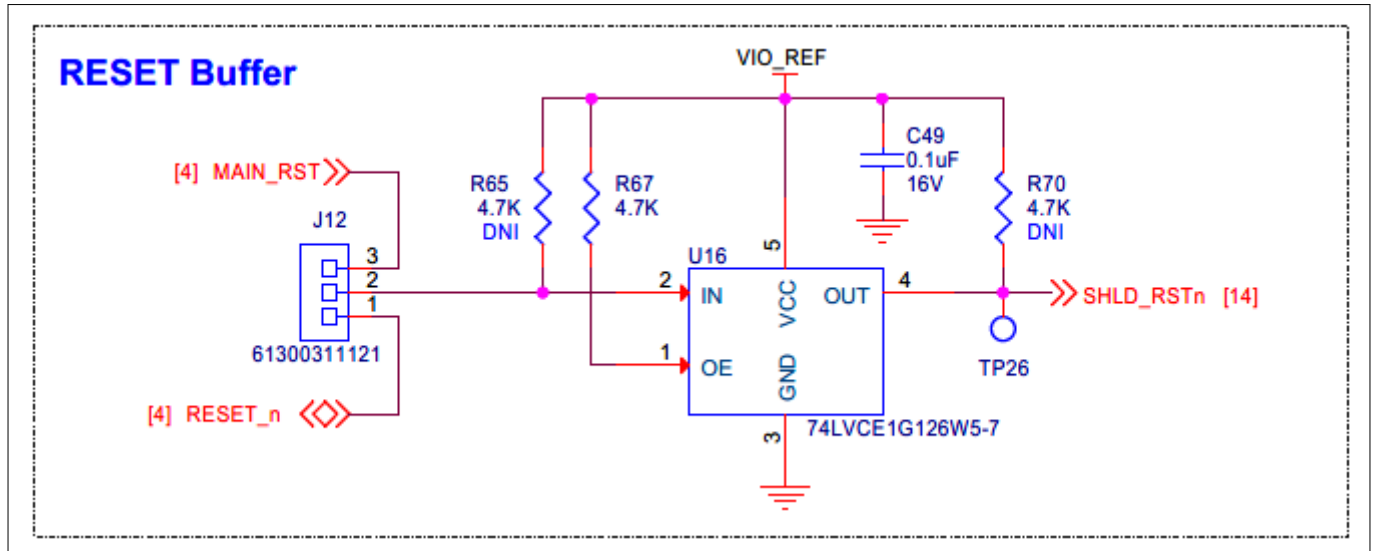 RESET Buffer
VIO_REF
[4] MAIN_RST
J12
3
2
1
61300311121
[4] RESET_n
R65
4.7K
DNI
R67
4.7K
C49
0.1uF
16V
R70
4.7K
DNI
U16
5
2
IN
VCC
OUT
4
1
OE
GND
3
74LVCE1G126W5-7
SHLD_RSTn [14]
TP26